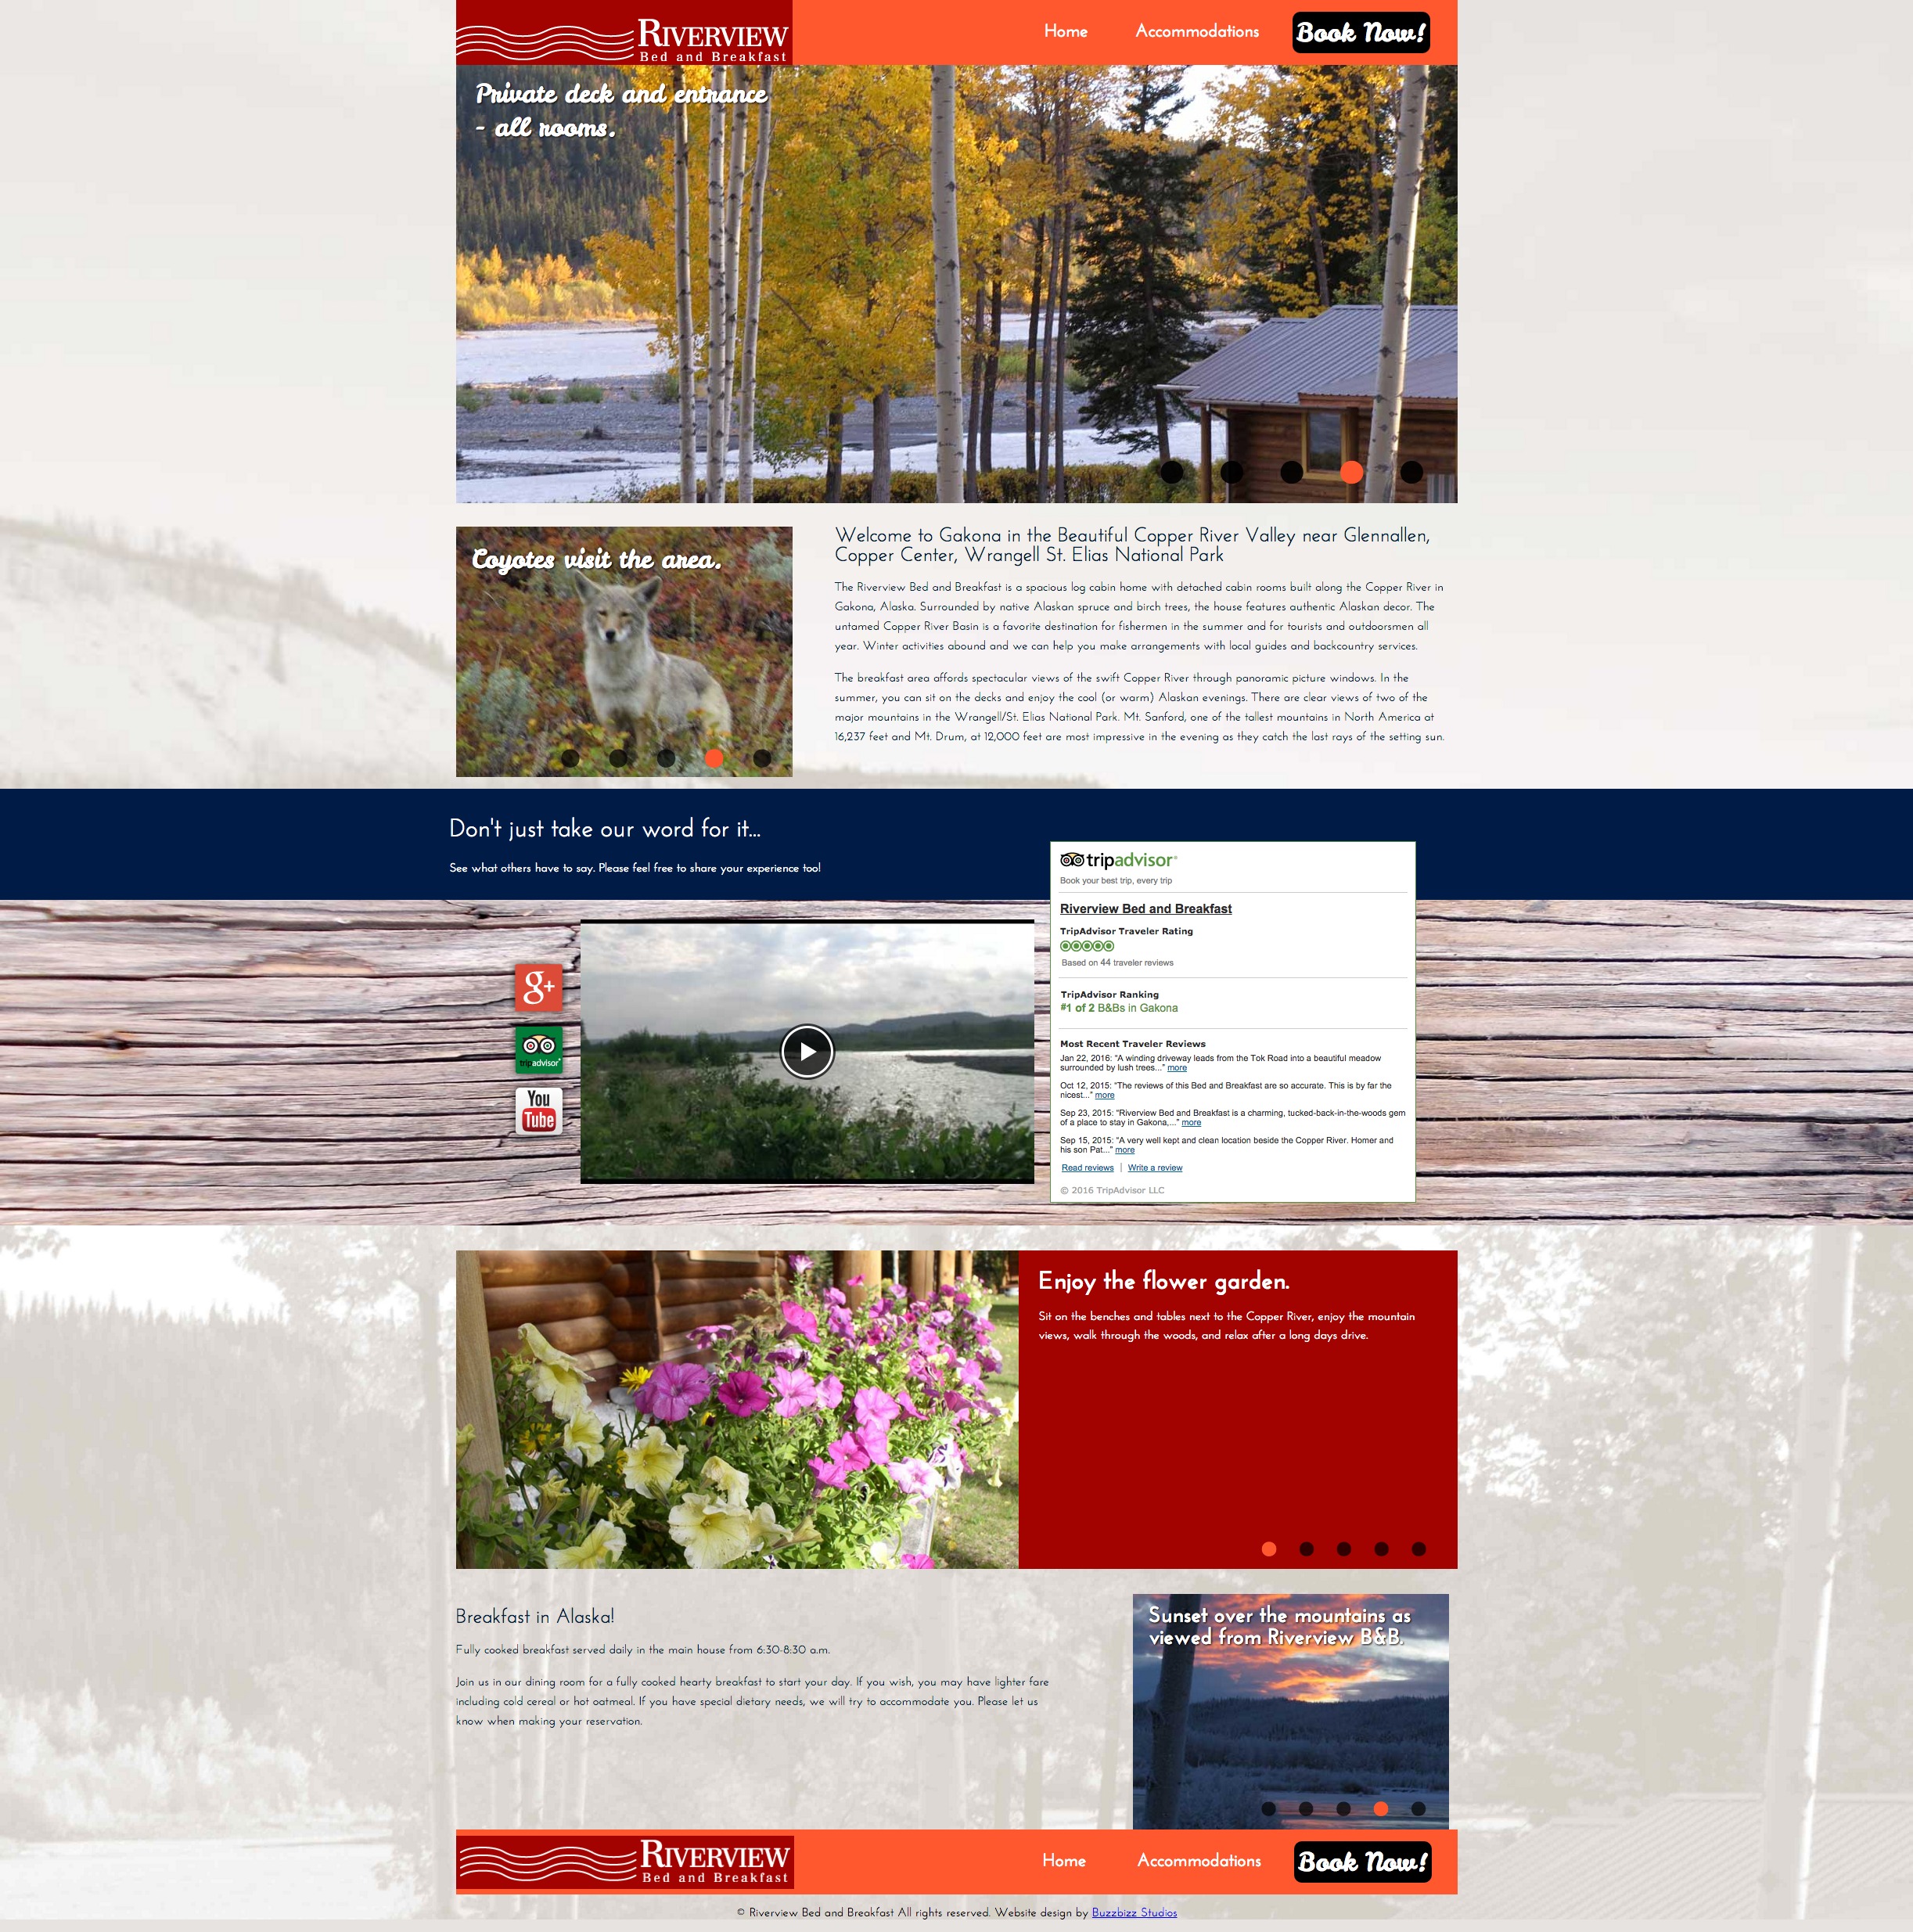 RIVERVIEW
Bed and Breakfast
Home
Accommodations
Book Now!
Private deck and entrance
- all rooms.
Coyotes visit the area.
Welcome to Gakona in the Beautiful Copper River Valley near Glennallen,
Copper Center, Wrangell St. Elias National Park
The Riverview Bed and Breakfast is a spacious log cabin home with detached cabin rooms built along the Copper River in
Gakona, Alaska. Surrounded by native Alaskan spruce and birch trees, the house features authentic Alaskan decor. The
untamed Copper River Basin is a favorite destination for fishermen in the summer and for tourists and outdoorsmen all
year. Winter activities abound and we can help you make arrangements with local guides and backcountry services.
The breakfast area affords spectacular views of the swift Copper River through panoramic picture windows. In the
summer, you can sit on the decks and enjoy the cool (or warm) Alaskan evenings. There are clear views of two of the
major mountains in the Wrangell/St. Elias National Park. Mt. Sanford, one of the tallest mountains in North America at
16,237 feet and Mt. Drum, at 12,000 feet are most impressive in the evening as they catch the last rays of the setting sun.
Don't just take our word for it...
See what others have to say. Please feel free to share your experience too!
g+
tripadvisor
You
Tube
tripadvisor
Book your best trip, every trip
Riverview Bed and Breakfast
TripAdvisor Traveler Rating
Based on 44 traveler reviews
TripAdvisor Ranking
#1 of 2 B&Bs in Gakona
Most Recent Traveler Reviews
Jan 22, 2016: "A winding driveway leads from the Tok Road into a beautiful meadow
surrounded by lush trees..." more
Oct 12, 2015: "The reviews of this Bed and Breakfast are so accurate. This is by far the
nicest..." more
Sep 23, 2015: "Riverview Bed and Breakfast is a charming, tucked-back-in-the-woods gem
of a place to stay in Gakona,..." more
Sep 15, 2015: "A very well kept and clean location beside the Copper River. Homer and
his son Pat..." more
Read reviews | Write a review
© 2016 TripAdvisor LLC
Enjoy the flower garden.
Sit on the benches and tables next to the Copper River, enjoy the mountain
views, walk through the woods, and relax after a long days drive.
Breakfast in Alaska!
Fully cooked breakfast served daily in the main house from 6:30-8:30 a.m.
Join us in our dining room for a fully cooked hearty breakfast to start your day. If you wish, you may have lighter fare
including cold cereal or hot oatmeal. If you have special dietary needs, we will try to accommodate you. Please let us
know when making your reservation.
Sunset over the mountains as
viewed from Riverview B&B.
RIVERVIEW
Bed and Breakfast
Home
Accommodations
Book Now!
© Riverview Bed and Breakfast All rights reserved. Website design by Buzzbizz Studios